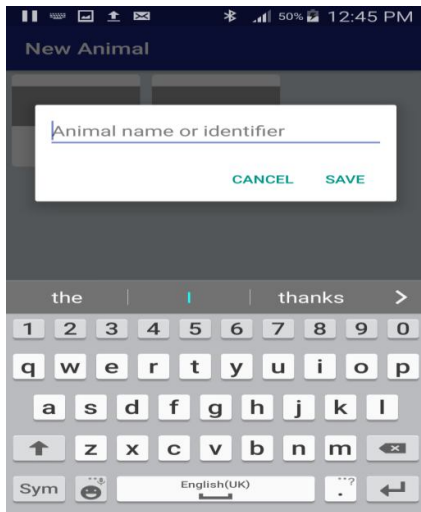 50% 12:45 PM
New Animal
Animal name or identifier
CANCEL SAVE
the I thanks >
1 2 3 4 5 6 7 8 9 0
q w e r t y u i o p
a s d f g h j k l
z x c v b n m
Sym English(UK) . ?